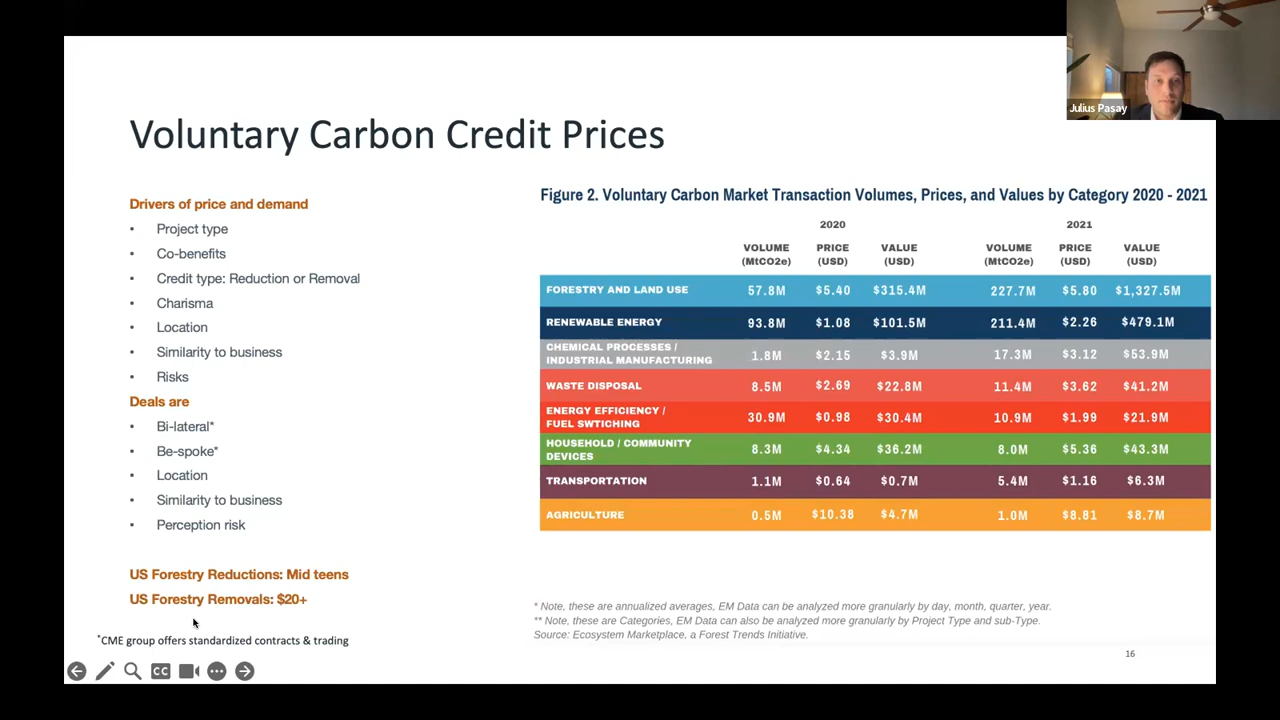 Julius Pasay
Voluntary Carbon Credit Prices
Drivers of price and demand
• Project type
• Co-benefits
• Credit type: Reduction or Removal
• Charisma
• Location
• Similarity to business
• Risks
Deals are
• Bi-lateral*
• Be-spoke*
• Location
• Similarity to business
• Perception risk
US Forestry Reductions: Mid teens
US Forestry Removals: $20+
*CME group offers standardized contracts & trading
Figure 2. Voluntary Carbon Market Transaction Volumes, Prices, and Values by Category 2020 - 2021
2020 2021
VOLUME PRICE VALUE VOLUME PRICE VALUE
(MtCO2e) (USD) (USD) (MtCO2e) (USD) (USD)
FORESTRY AND LAND USE 57.8M $5.40 $315.4M 227.7M $5.80 $1,327.5M
RENEWABLE ENERGY 93.8M $1.08 $101.5M 211.4M $2.26 $479.1M
CHEMICAL PROCESSES /
INDUSTRIAL MANUFACTURING 1.8M $2.15 $3.9M 17.3M $3.12 $53.9M
WASTE DISPOSAL 8.5M $2.69 $22.8M 11.4M $3.62 $41.2M
ENERGY EFFICIENCY /
FUEL SWTICHING 30.9M $0.98 $30.4M 10.9M $1.99 $21.9M
HOUSEHOLD / COMMUNITY
DEVICES 8.3M $4.34 $36.2M 8.0M $5.36 $43.3M
TRANSPORTATION 1.1M $0.64 $0.7M 5.4M $1.16 $6.3M
AGRICULTURE 0.5M $10.38 $4.7M 1.0M $8.81 $8.7M
* Note, these are annualized averages, EM Data can be analyzed more granularly by day, month, quarter, year.
** Note, these are Categories, EM Data can also be analyzed more granularly by Project Type and sub-Type.
Source: Ecosystem Marketplace, a Forest Trends Initiative.
16
CC